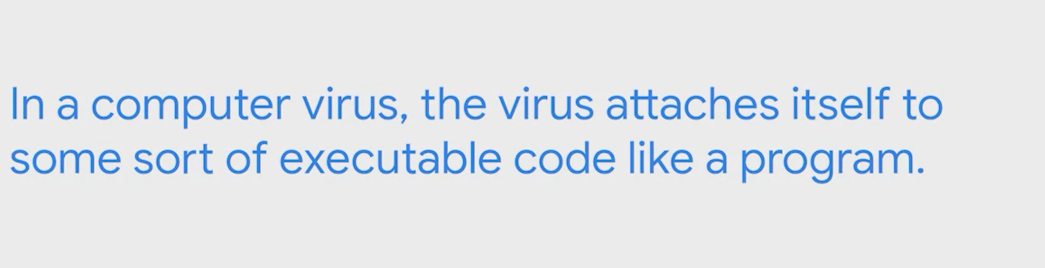 In a computer virus, the virus attaches itself to
some sort of executable code like a program.